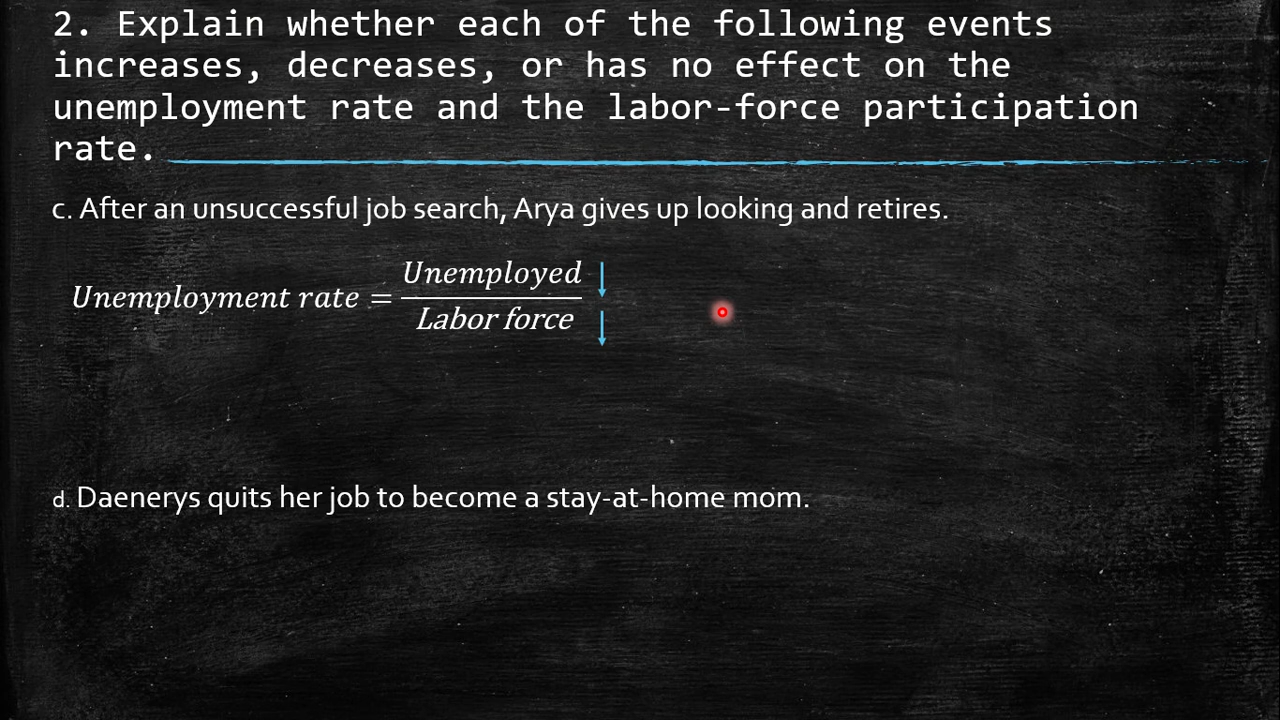 2. Explain whether each of the following events
increases, decreases, or has no effect on the
unemployment rate and the labor-force participation
rate.
c. After an unsuccessful job search, Arya gives up looking and retires.
Unemployment rate = Unemployed / Labor force
d. Daenerys quits her job to become a stay-at-home mom.